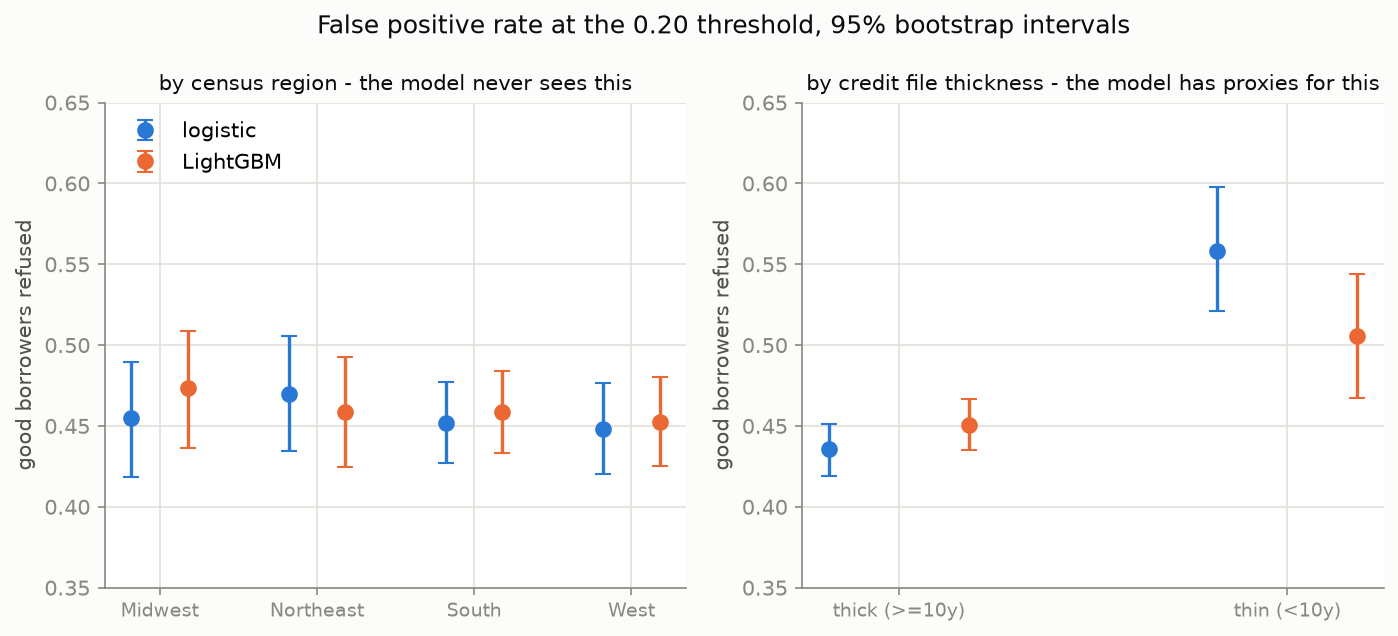 False positive rate at the 0.20 threshold, 95% bootstrap intervals
by census region - the model never sees this
logistic
LightGBM
good borrowers refused
0.65
0.60
0.55
0.50
0.45
0.40
0.35
Midwest Northeast South West
by credit file thickness - the model has proxies for this
good borrowers refused
0.65
0.60
0.55
0.50
0.45
0.40
0.35
thick (>=10y) thin (<10y)